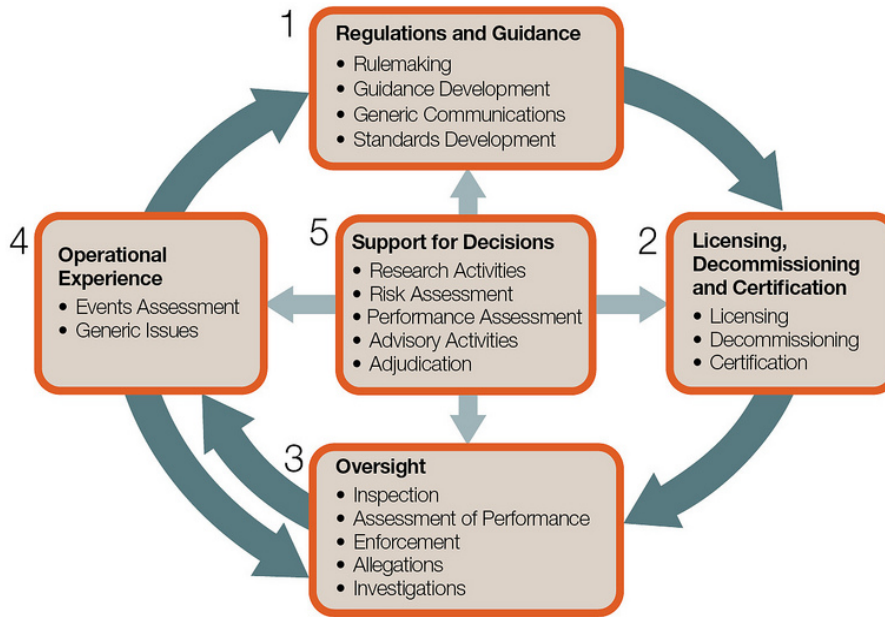 1
Regulations and Guidance
• Rulemaking
• Guidance Development
• Generic Communications
• Standards Development
2
Licensing,
Decommissioning
and Certification
• Licensing
• Decommissioning
• Certification
3
Oversight
• Inspection
• Assessment of Performance
• Enforcement
• Allegations
• Investigations
4
Operational
Experience
• Events Assessment
• Generic Issues
5
Support for Decisions
• Research Activities
• Risk Assessment
• Performance Assessment
• Advisory Activities
• Adjudication